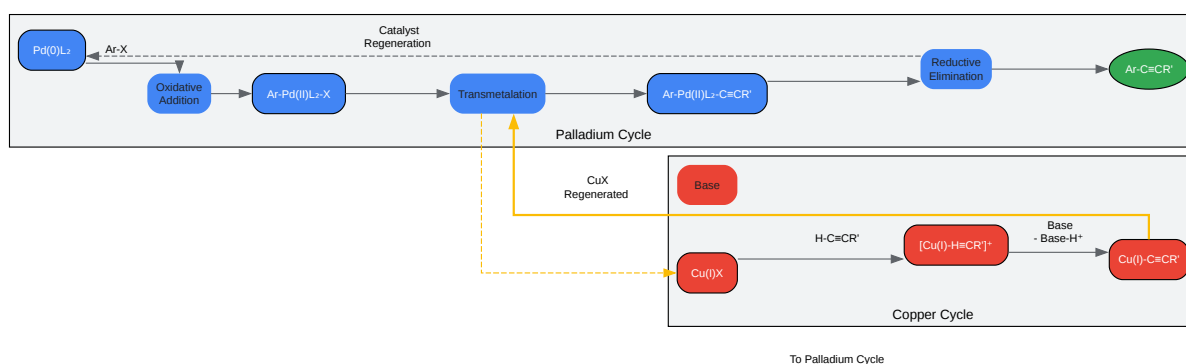 Catalyst
Regeneration
Pd(0)L₂
Ar-X
Oxidative
Addition
Ar-Pd(II)L₂-X
Transmetalation
Ar-Pd(II)L₂-C≡CR'
Reductive
Elimination
Ar-C≡CR'
Palladium Cycle
CuX
Regenerated
Base
H-C≡CR'
Base
- Base-H⁺
Cu(I)X
[Cu(I)-H≡CR']⁺
Cu(I)-C≡CR'
Copper Cycle
To Palladium Cycle